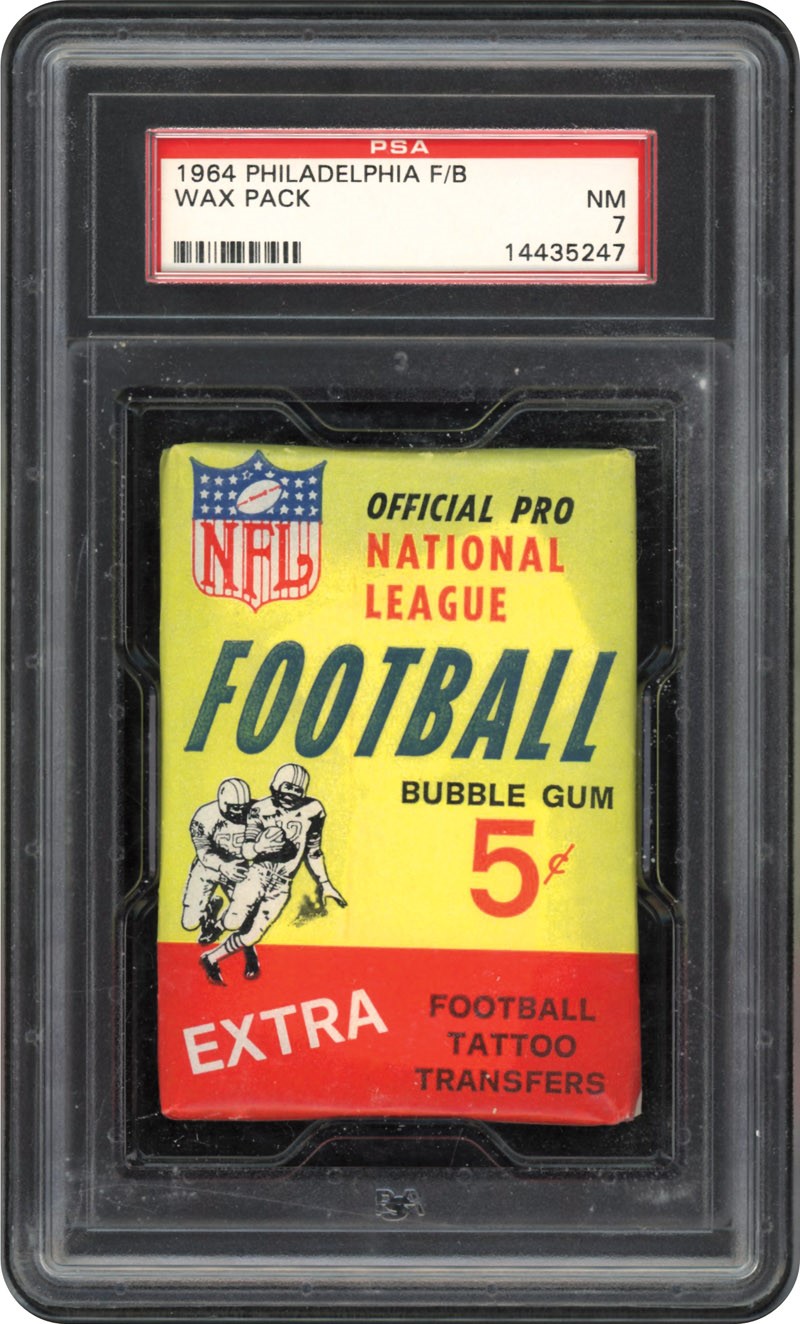 PSA
1964 PHILADELPHIA F/B
WAX PACK
NM
7
14435247
NFL
OFFICIAL PRO
NATIONAL
LEAGUE
FOOTBALL
BUBBLE GUM
5¢
EXTRA
FOOTBALL
TATTOO
TRANSFERS
PSA